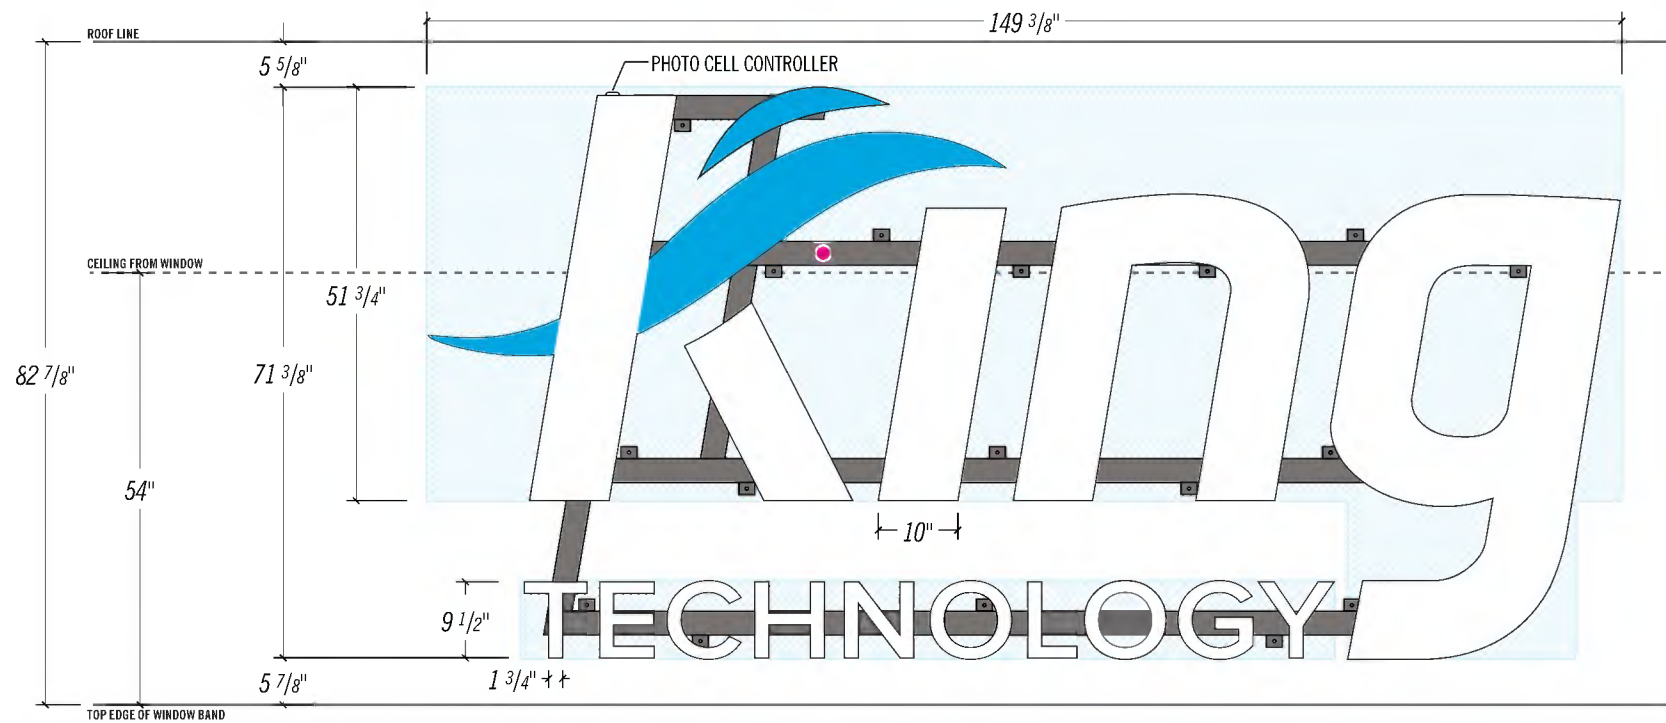 149 3/8"
ROOF LINE
5 5/8"
PHOTO CELL CONTROLLER
CEILING FROM WINDOW
51 3/4"
82 7/8"
71 3/8"
54"
King
10"
TECHNOLOGY
9 1/2"
1 3/4"
5 7/8"
TOP EDGE OF WINDOW BAND